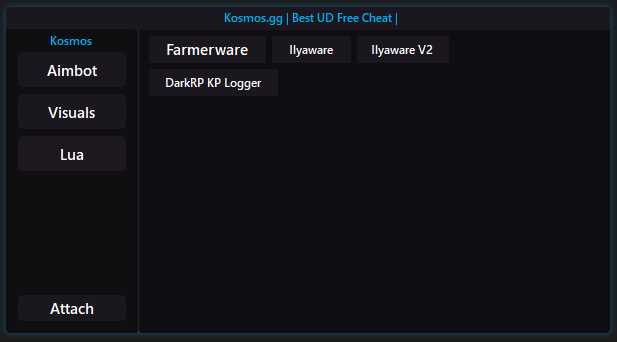 Kosmos.gg | Best UD Free Cheat |
Kosmos
Aimbot
Visuals
Lua
Attach
Farmerware
Ilyaware
Ilyaware V2
DarkRP KP Logger